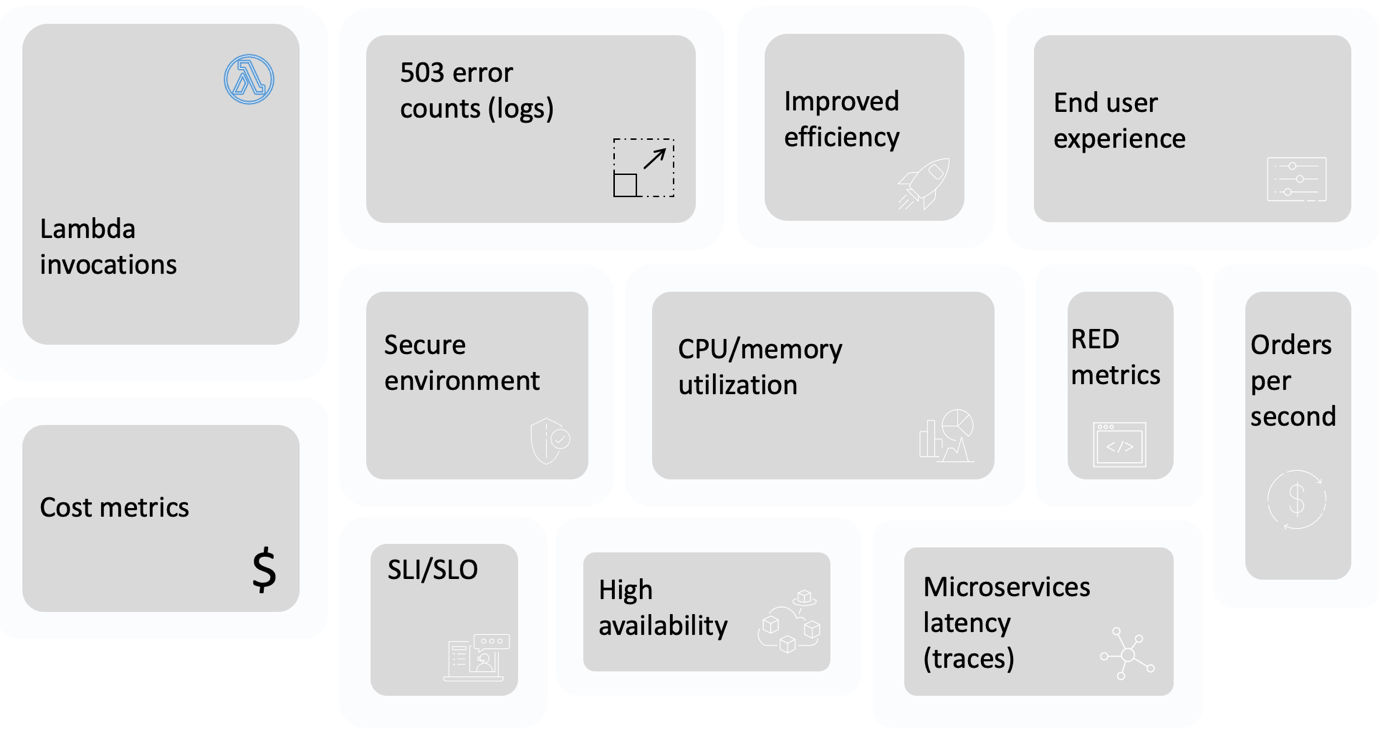 Lambda
invocations
503 error
counts (logs)
Improved
efficiency
End user
experience
Secure
environment
CPU/memory
utilization
RED
metrics
</>
Orders
per
second
$
Cost metrics
$
SLI/SLO
High
availability
Microservices
latency
(traces)